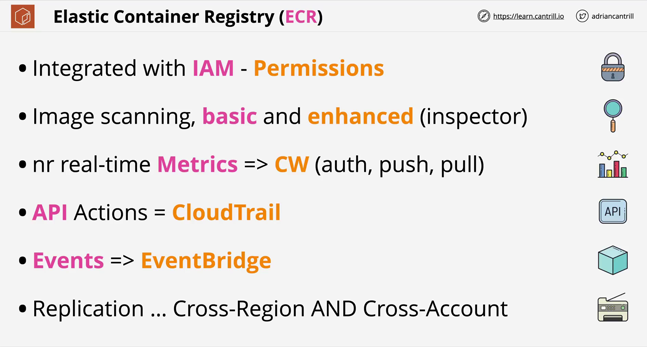 Elastic Container Registry (ECR)
https://learn.cantrill.io
adriancantrill
• Integrated with IAM - Permissions
• Image scanning, basic and enhanced (inspector)
• nr real-time Metrics => CW (auth, push, pull)
• API Actions = CloudTrail
API
• Events => EventBridge
• Replication ... Cross-Region AND Cross-Account